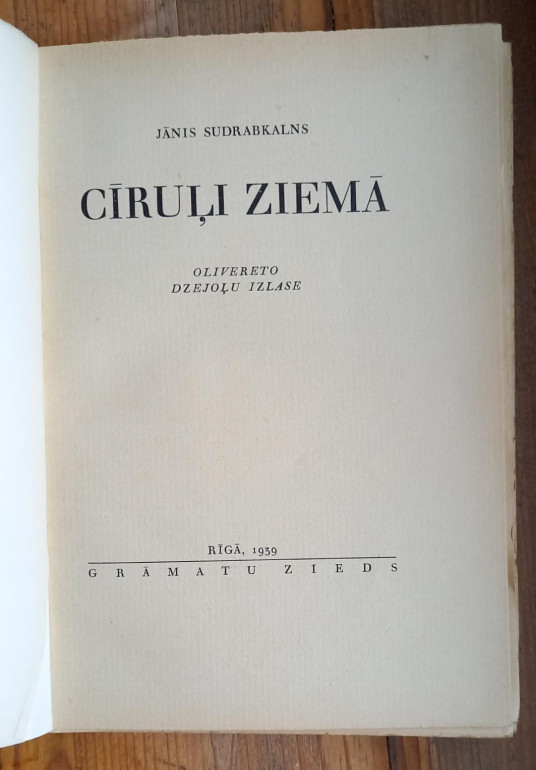 JĀNIS SUDRABKALNS
CĪRUĻI ZIEMĀ
OLIVERETO
DZEJOĻU IZLASE
RĪGĀ, 1939
GRĀMATU ZIEDS